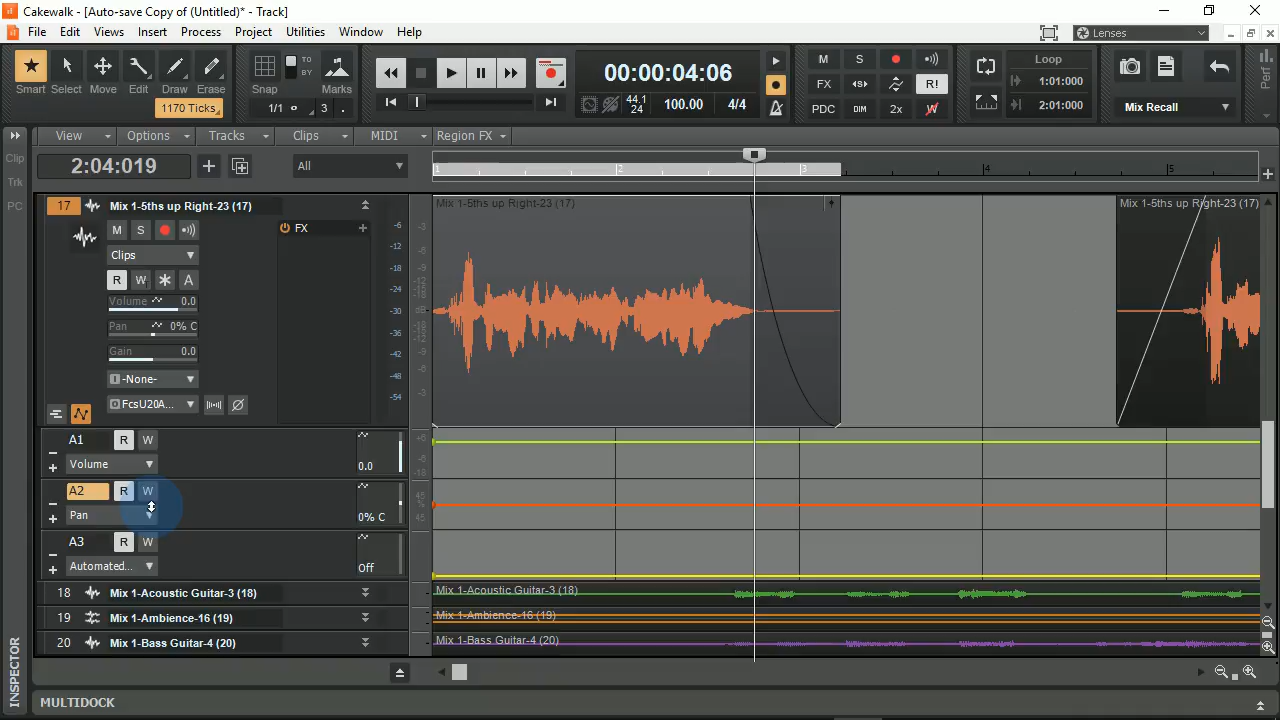 Cakewalk - [Auto-save Copy of (Untitled)* - Track]
File Edit Views Insert Process Project Utilities Window Help
Lenses
Smart Select Move Edit Draw Erase
1170 Ticks
Snap TO BY Marks
1/1 3 .
00:00:04:06
44.1 24 100.00 4/4
M S
FX R!
PDC DIM 2x W
Loop
1:01:000
2:01:000
Mix Recall
Perf
View Options Tracks Clips MIDI Region FX
Clip
Trk
PC
INSPECTOR
2:04:019
All
1 2 3 4 5
17 Mix 1-5ths up Right-23 (17)
M S
Clips
R W A
Volume 0.0
Pan 0% C
Gain 0.0
-None-
FcsU20A...
FX
-6
-12
-18
-24
-30
-36
-42
-48
-54
Mix 1-5ths up Right-23 (17)
Mix 1-5ths up Right-23 (17)
A1 R W
Volume 0.0
A2 R W
Pan 0% C
A3 R W
Automated... Off
18 Mix 1-Acoustic Guitar-3 (18)
Mix 1-Acoustic Guitar-3 (18)
19 Mix 1-Ambience-16 (19)
Mix 1-Ambience-16 (19)
20 Mix 1-Bass Guitar-4 (20)
Mix 1-Bass Guitar-4 (20)
MULTIDOCK